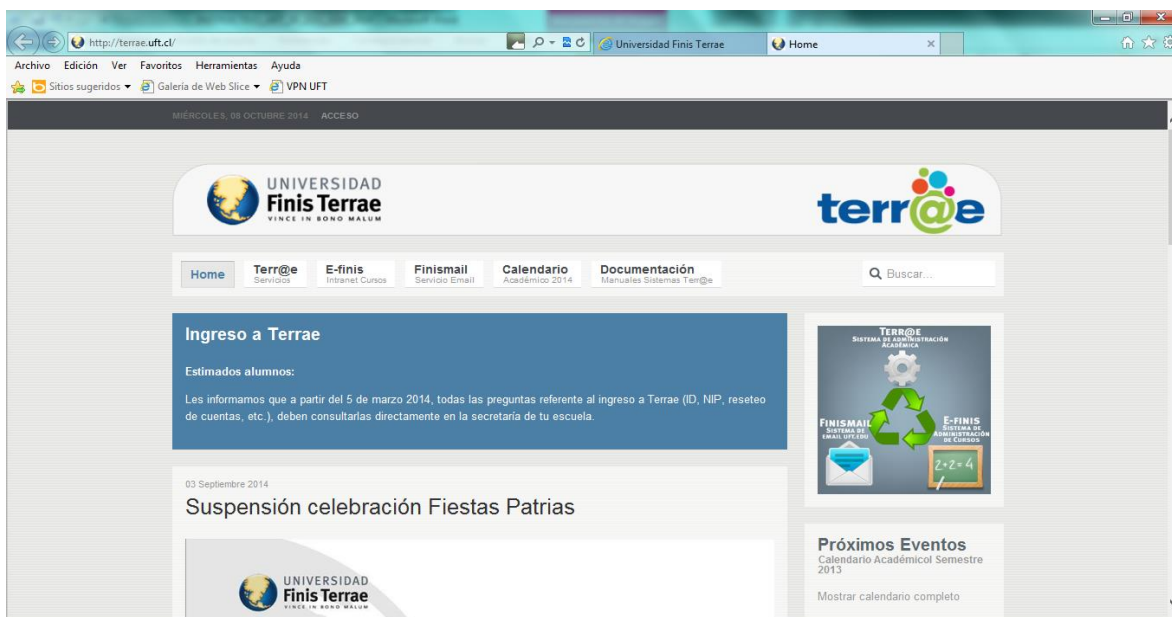 http://terrae.uft.cl/
Universidad Finis Terrae
Home
Archivo Edición Ver Favoritos Herramientas Ayuda
Sitios sugeridos Galería de Web Slice VPN UFT
MIÉRCOLES, 08 OCTUBRE 2014 ACCESO
UNIVERSIDAD
Finis Terrae
VINCE IN BONO MALUM
terr@e
Home
Terr@e
Servicios
E-finis
Intranet Cursos
Finismail
Servicio Email
Calendario
Académico 2014
Documentación
Manuales Sistemas Terr@e
Buscar...
Ingreso a Terrae
Estimados alumnos:
Les informamos que a partir del 5 de marzo 2014, todas las preguntas referente al ingreso a Terrae (ID, NIP, reseteo
de cuentas, etc.), deben consultarlas directamente en la secretaría de tu escuela.
TERR@E
SISTEMA DE ADMINISTRACIÓN
ACADÉMICA
FINISMAIL
SISTEMA DE
EMAIL UFT.EDU
E-FINIS
SISTEMA DE
ADMINISTRACIÓN
DE CURSOS
2+2=4
03 Septiembre 2014
Suspensión celebración Fiestas Patrias
UNIVERSIDAD
Finis Terrae
VINCE IN BONO MALUM
Próximos Eventos
Calendario Académicol Semestre
2013
Mostrar calendario completo